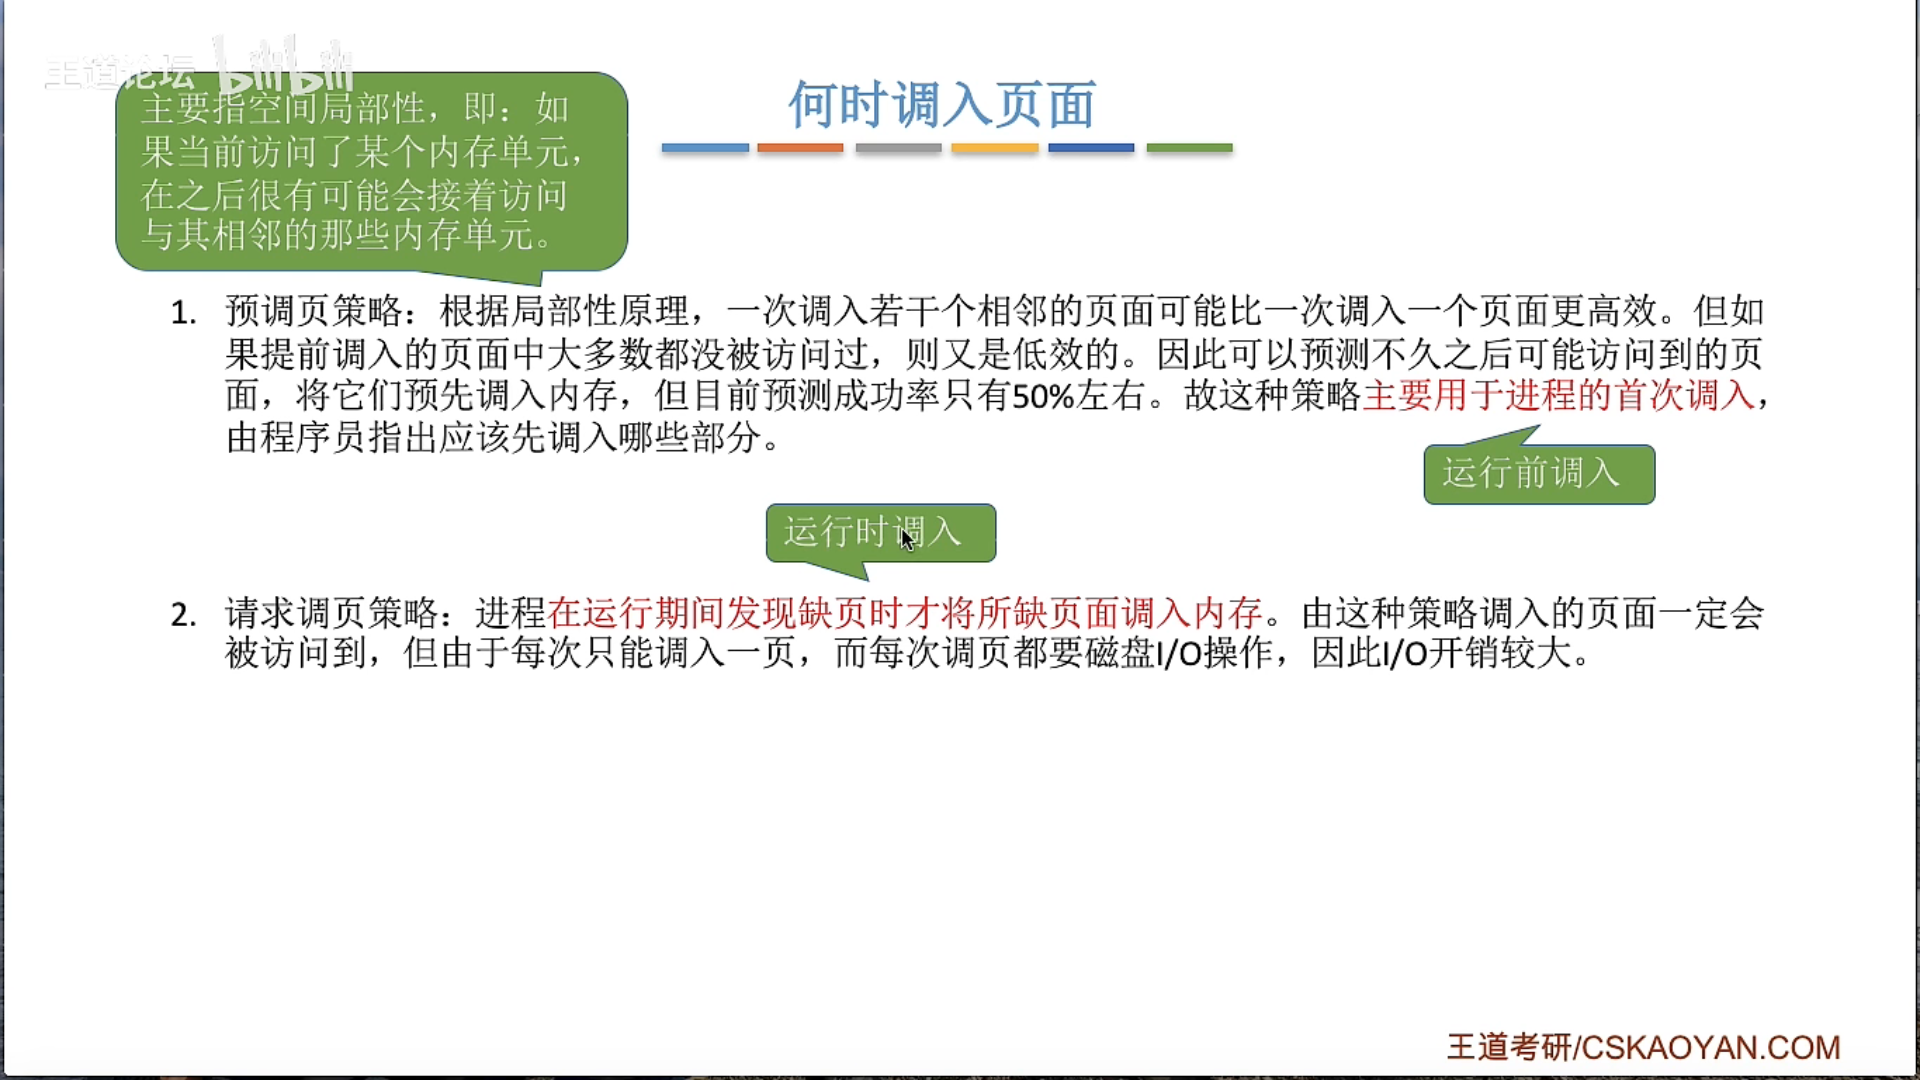 王道论坛 bilibili
何时调入页面
主要指空间局部性，即：如
果当前访问了某个内存单元，
在之后很有可能会接着访问
与其相邻的那些内存单元。
1. 预调页策略：根据局部性原理，一次调入若干个相邻的页面可能比一次调入一个页面更高效。但如
果提前调入的页面中大多数都没被访问过，则又是低效的。因此可以预测不久之后可能访问到的页
面，将它们预先调入内存，但目前预测成功率只有50%左右。故这种策略主要用于进程的首次调入，
由程序员指出应该先调入哪些部分。
运行前调入
运行时调入
2. 请求调页策略：进程在运行期间发现缺页时才将所缺页面调入内存。由这种策略调入的页面一定会
被访问到，但由于每次只能调入一页，而每次调页都要磁盘I/O操作，因此I/O开销较大。
王道考研/CSKAOYAN.COM